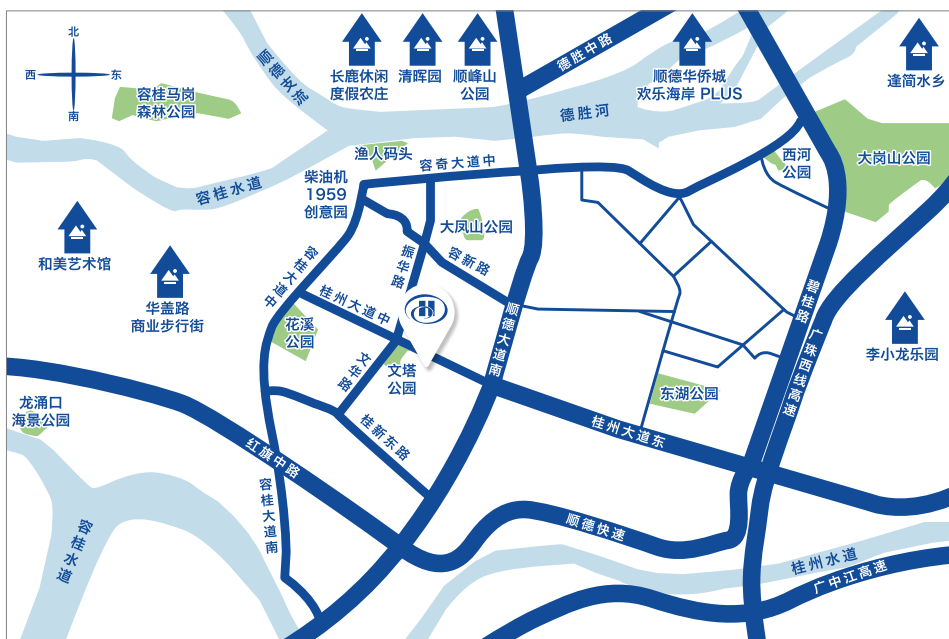 北
西
东
南
容桂马岗
森林公园
顺德支流
长鹿休闲
度假农庄
清晖园
顺峰山
公园
德胜中路
顺德华侨城
欢乐海岸 PLUS
逢简水乡
德胜河
渔人码头
容奇大道中
西河
公园
大岗山公园
容桂水道
柴油机
1959
创意园
大凤山公园
和美艺术馆
容桂大道中
振华路
容新路
华盖路
商业步行街
桂州大道中
花溪
公园
顺德大道南
碧桂路
广珠西线高速
李小龙乐园
文华路
文塔
公园
东湖公园
龙涌口
海景公园
桂新东路
桂州大道东
红旗中路
容桂大道南
容桂水道
顺德快速
桂州水道
广中江高速
H